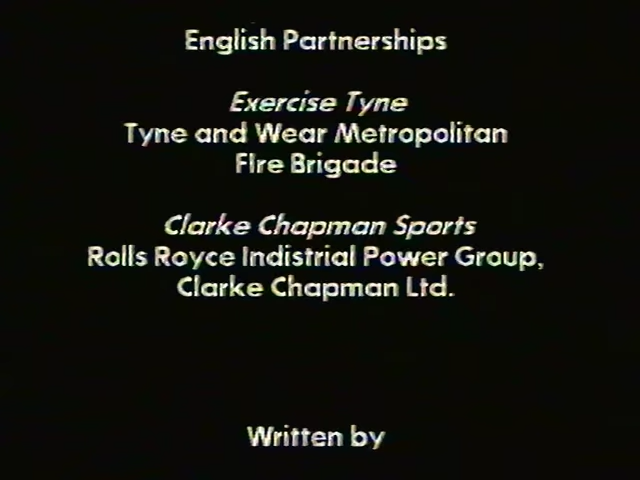 English Partnerships
Exercise Tyne
Tyne and Wear Metropolitan
FIre Brigade
Clarke Chapman Sports
Rolls Royce Indistrial Power Group,
Clarke Chapman Ltd.
Written by